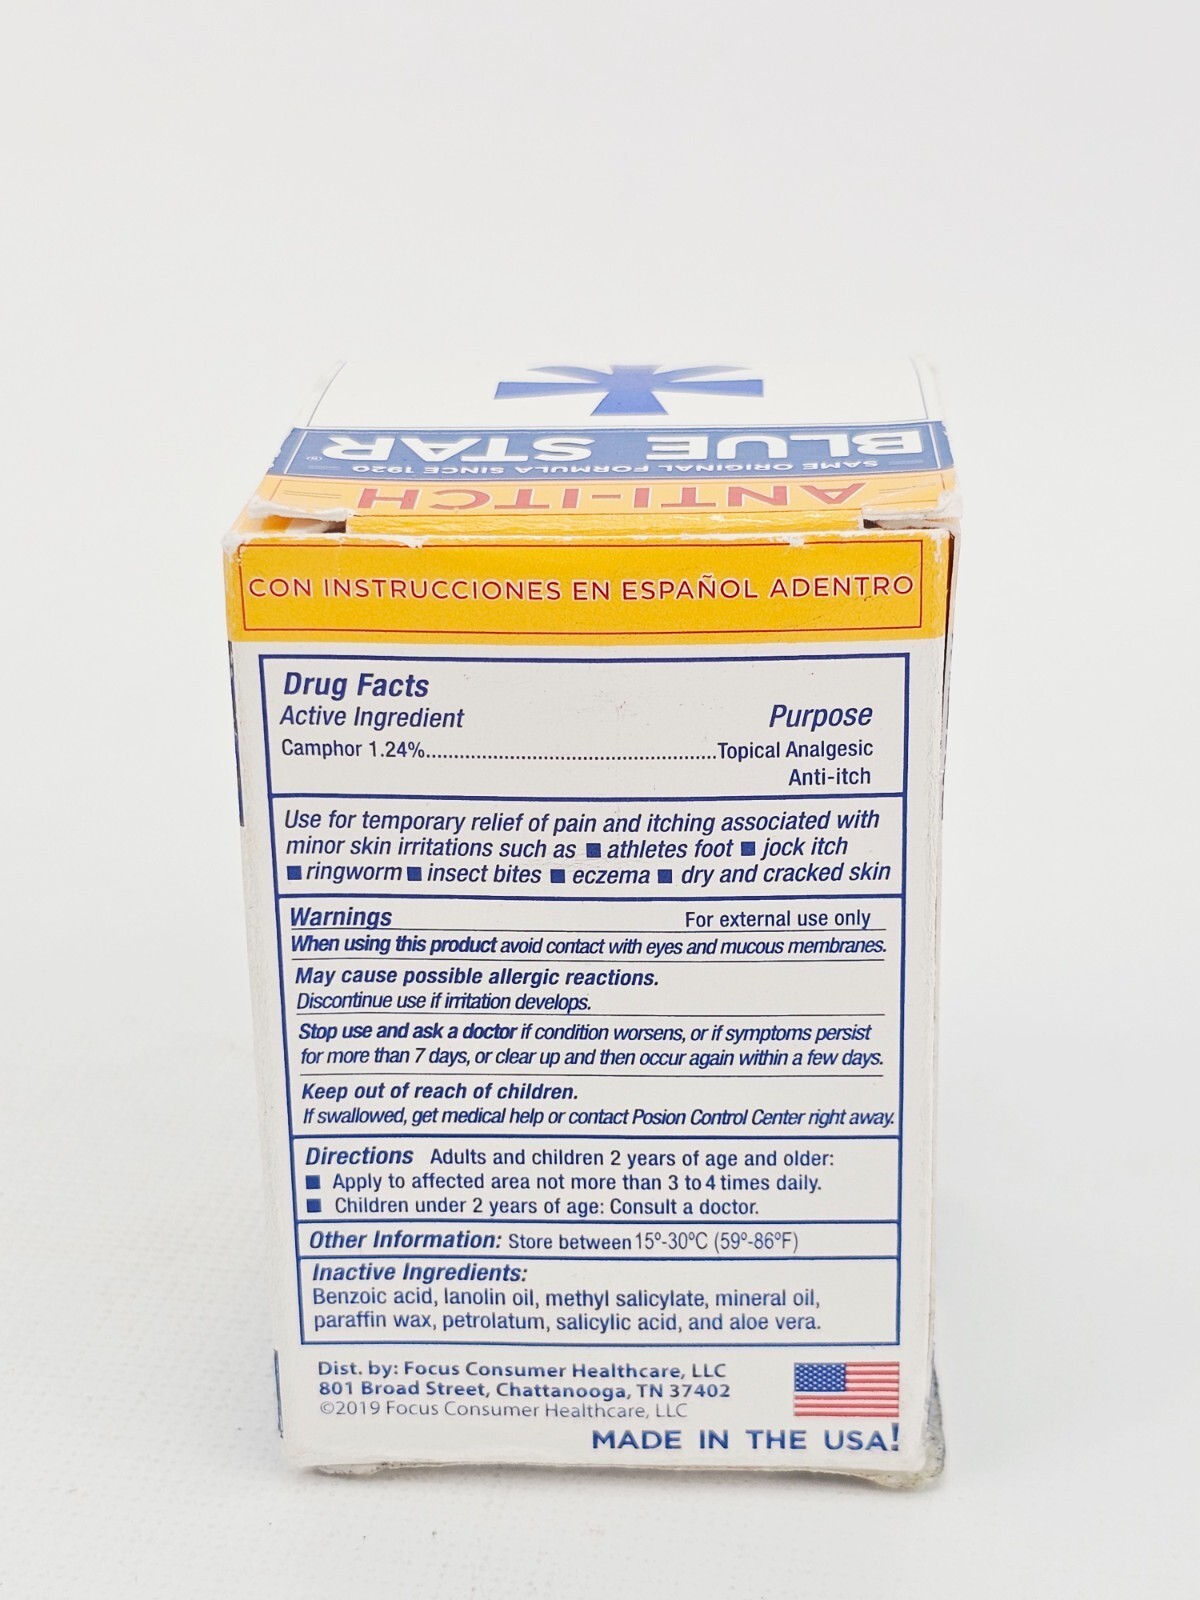 BLUE STAR®
SAME ORIGINAL FORMULA SINCE 1920
ANTI-ITCH
CON INSTRUCCIONES EN ESPAÑOL ADENTRO
Drug Facts
Active Ingredient Purpose
Camphor 1.24%......................................................Topical Analgesic
Anti-itch
Use for temporary relief of pain and itching associated with
minor skin irritations such as ■ athletes foot ■ jock itch
■ ringworm ■ insect bites ■ eczema ■ dry and cracked skin
Warnings For external use only
When using this product avoid contact with eyes and mucous membranes.
May cause possible allergic reactions.
Discontinue use if irritation develops.
Stop use and ask a doctor if condition worsens, or if symptoms persist
for more than 7 days, or clear up and then occur again within a few days.
Keep out of reach of children.
If swallowed, get medical help or contact Posion Control Center right away.
Directions Adults and children 2 years of age and older:
■ Apply to affected area not more than 3 to 4 times daily.
■ Children under 2 years of age: Consult a doctor.
Other Information: Store between 15º-30ºC (59º-86ºF)
Inactive Ingredients:
Benzoic acid, lanolin oil, methyl salicylate, mineral oil,
paraffin wax, petrolatum, salicylic acid, and aloe vera.
Dist. by: Focus Consumer Healthcare, LLC
801 Broad Street, Chattanooga, TN 37402
©2019 Focus Consumer Healthcare, LLC
MADE IN THE USA!